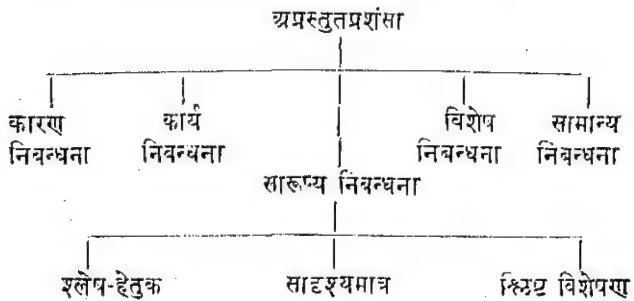 अप्रस्तुतप्रशंसा
कारण निबन्धना
कार्य निबन्धना
विशेष निबन्धना
सामान्य निबन्धना
सारूप्य निबन्धना
श्लेष-हेतुक सादृश्यमात्र श्लिष्ट विशेषण